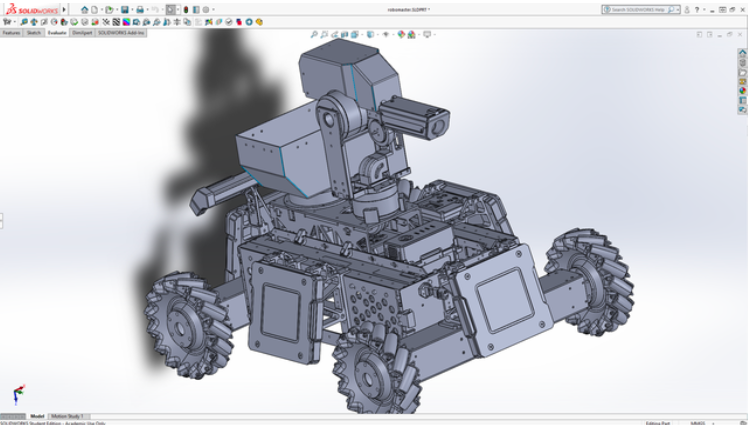 SOLIDWORKS
robomaster.SLDPRT *
Search SOLIDWORKS Help
Features Sketch Evaluate DimXpert SOLIDWORKS Add-Ins
Model Motion Study 1
SOLIDWORKS Student Edition - Academic Use Only
Editing Part
MMGS